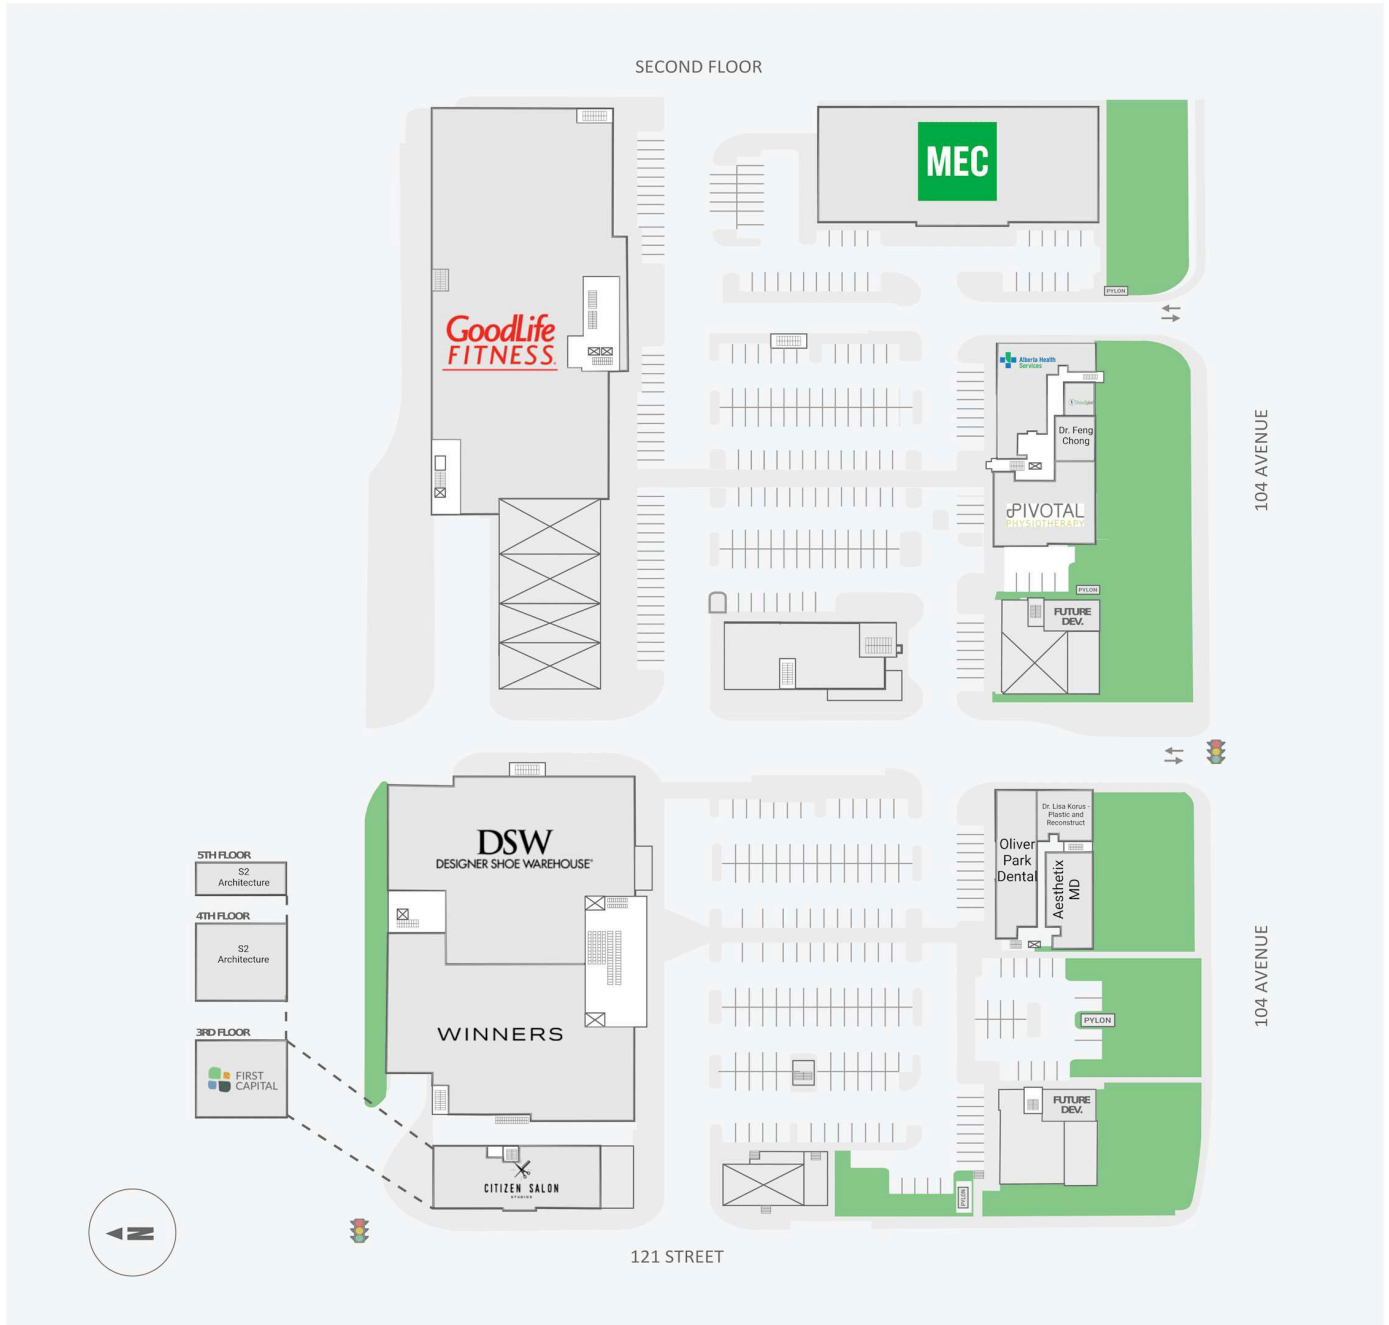 SECOND FLOOR
MEC
PYLON
GoodLife
FITNESS
Alberta Health
Services
Dr. Feng
Chong
104 AVENUE
PIVOTAL
PHYSIOTHERAPY
PYLON
FUTURE
DEV.
DSW
DESIGNER SHOE WAREHOUSE
Dr. Lisa Korus -
Plastic and
Reconstruct
Oliver
Park
Dental
Aesthetix
MD
5TH FLOOR
S2
Architecture
4TH FLOOR
S2
Architecture
104 AVENUE
WINNERS
PYLON
3RD FLOOR
FIRST
CAPITAL
FUTURE
DEV.
CITIZEN SALON
STUDIOS
PYLON
N
121 STREET